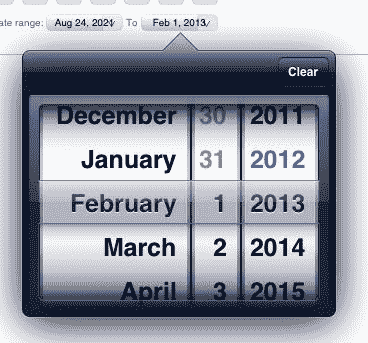 ate range: Aug 24, 2021 To Feb 1, 2013
Clear
December 30 2011
January 31 2012
February 1 2013
March 2 2014
April 3 2015